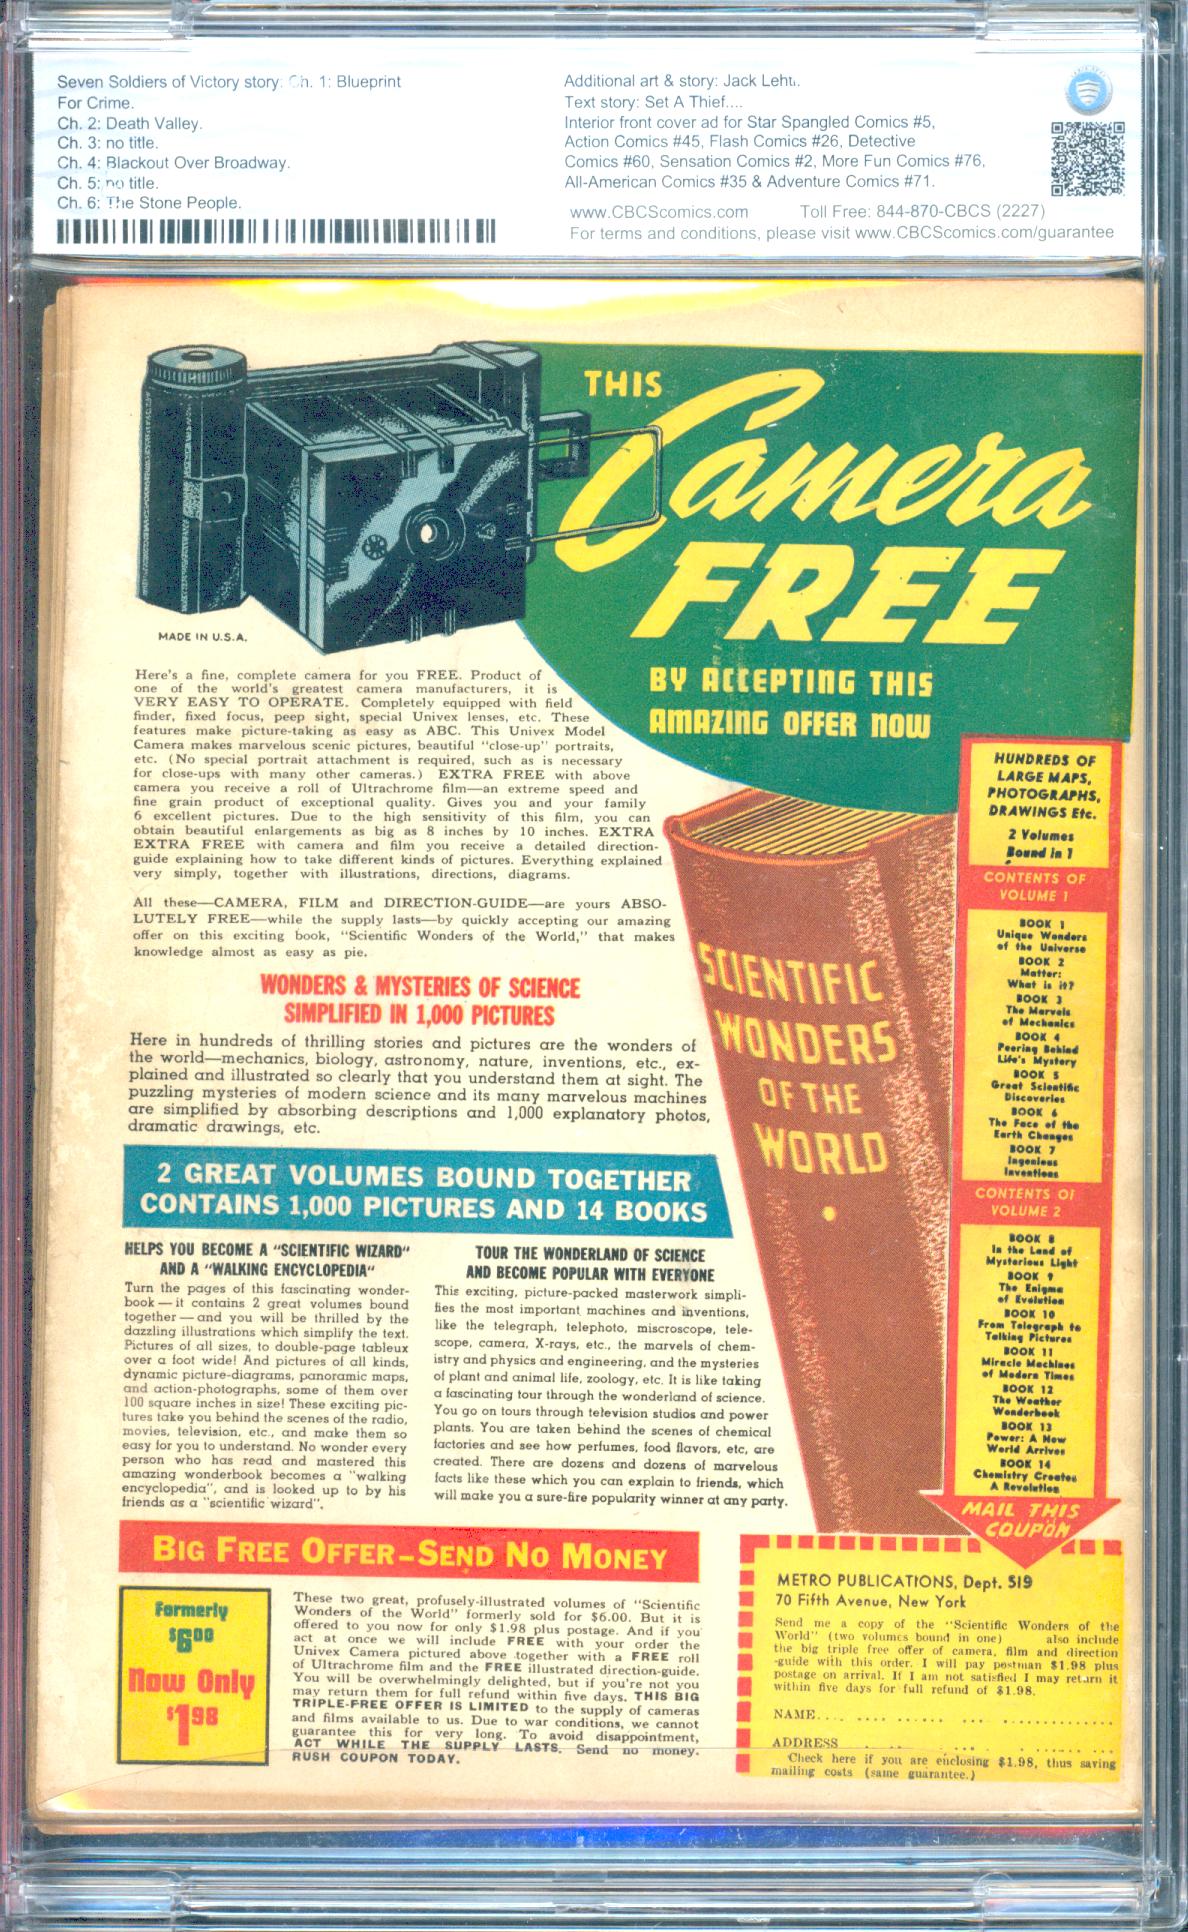 Seven Soldiers of Victory story: Ch. 1: Blueprint
For Crime.
Ch. 2: Death Valley.
Ch. 3: no title.
Ch. 4: Blackout Over Broadway.
Ch. 5: no title.
Ch. 6: The Stone People.
Additional art & story: Jack Lehti.
Text story: Set A Thief....
Interior front cover ad for Star Spangled Comics #5,
Action Comics #45, Flash Comics #26, Detective
Comics #60, Sensation Comics #2, More Fun Comics #76,
All-American Comics #35 & Adventure Comics #71.
www.CBCScomics.com Toll Free: 844-870-CBCS (2227)
For terms and conditions, please visit www.CBCScomics.com/guarantee
THIS
Camera
FREE
BY ACCEPTING THIS
AMAZING OFFER NOW
MADE IN U.S.A.
Here's a fine, complete camera for you FREE. Product of
one of the world's greatest camera manufacturers, it is
VERY EASY TO OPERATE. Completely equipped with field
finder, fixed focus, peep sight, special Univex lenses, etc. These
features make picture-taking as easy as ABC. This Univex Model
Camera makes marvelous scenic pictures, beautiful "close-up" portraits,
etc. (No special portrait attachment is required, such as is necessary
for close-ups with many other cameras.) EXTRA FREE with above
camera you receive a roll of Ultrachrome film—an extreme speed and
fine grain product of exceptional quality. Gives you and your family
6 excellent pictures. Due to the high sensitivity of this film, you can
obtain beautiful enlargements as big as 8 inches by 10 inches. EXTRA
EXTRA FREE with camera and film you receive a detailed direction-
guide explaining how to take different kinds of pictures. Everything explained
very simply, together with illustrations, directions, diagrams.
All these—CAMERA, FILM and DIRECTION-GUIDE—are yours ABSO-
LUTELY FREE—while the supply lasts—by quickly accepting our amazing
offer on this exciting book, "Scientific Wonders of the World," that makes
knowledge almost as easy as pie.
WONDERS & MYSTERIES OF SCIENCE
SIMPLIFIED IN 1,000 PICTURES
Here in hundreds of thrilling stories and pictures are the wonders of
the world—mechanics, biology, astronomy, nature, inventions, etc., ex-
plained and illustrated so clearly that you understand them at sight. The
puzzling mysteries of modern science and its many marvelous machines
are simplified by absorbing descriptions and 1,000 explanatory photos,
dramatic drawings, etc.
SCIENTIFIC
WONDERS
OF THE
WORLD
HUNDREDS OF
LARGE MAPS,
PHOTOGRAPHS,
DRAWINGS Etc.
2 Volumes
Bound in 1
CONTENTS OF
VOLUME 1
BOOK 1
Unique Wonders
of the Universe
BOOK 2
Matter:
What is it?
BOOK 3
The Marvels
of Mechanics
BOOK 4
Peering Behind
Life's Mystery
BOOK 5
Great Scientific
Discoveries
BOOK 6
The Face of the
Earth Changes
BOOK 7
Ingenious
Inventions
CONTENTS OF
VOLUME 2
BOOK 8
In the Land of
Mysterious Light
BOOK 9
The Enigma
of Evolution
BOOK 10
From Telegraph to
Talking Pictures
BOOK 11
Miracle Machines
of Modern Times
BOOK 12
The Weather
Wonderbook
BOOK 13
Power: A New
World Arrives
BOOK 14
Chemistry Creates
A Revolution
2 GREAT VOLUMES BOUND TOGETHER
CONTAINS 1,000 PICTURES AND 14 BOOKS
HELPS YOU BECOME A "SCIENTIFIC WIZARD"
AND A "WALKING ENCYCLOPEDIA"
Turn the pages of this fascinating wonder-
book—it contains 2 great volumes bound
together—and you will be thrilled by the
dazzling illustrations which simplify the text.
Pictures of all sizes, to double-page tableux
over a foot wide! And pictures of all kinds,
dynamic picture-diagrams, panoramic maps,
and action-photographs, some of them over
100 square inches in size! These exciting pic-
tures take you behind the scenes of the radio,
movies, television, etc., and make them so
easy for you to understand. No wonder every
person who has read and mastered this
amazing wonderbook becomes a "walking
encyclopedia", and is looked up to by his
friends as a "scientific wizard".
TOUR THE WONDERLAND OF SCIENCE
AND BECOME POPULAR WITH EVERYONE
This exciting, picture-packed masterwork simpli-
fies the most important machines and inventions,
like the telegraph, telephoto, miscroscope, tele-
scope, camera, X-rays, etc., the marvels of chem-
istry and physics and engineering, and the mysteries
of plant and animal life, zoology, etc. It is like taking
a fascinating tour through the wonderland of science.
You go on tours through television studios and power
plants. You are taken behind the scenes of chemical
factories and see how perfumes, food flavors, etc, are
created. There are dozens and dozens of marvelous
facts like these which you can explain to friends, which
will make you a sure-fire popularity winner at any party.
BIG FREE OFFER–SEND NO MONEY
Formerly
$6.00
Now Only
$1.98
These two great, profusely-illustrated volumes of "Scientific
Wonders of the World" formerly sold for $6.00. But it is
offered to you now for only $1.98 plus postage. And if you
act at once we will include FREE with your order the
Univex Camera pictured above together with a FREE roll
of Ultrachrome film and the FREE illustrated direction-guide.
You will be overwhelmingly delighted, but if you're not you
may return them for full refund within five days. THIS BIG
TRIPLE-FREE OFFER IS LIMITED to the supply of cameras
and films available to us. Due to war conditions, we cannot
guarantee this for very long. To avoid disappointment,
ACT WHILE THE SUPPLY LASTS. Send no money.
RUSH COUPON TODAY.
MAIL THIS
COUPON
METRO PUBLICATIONS, Dept. 519
70 Fifth Avenue, New York
Send me a copy of the "Scientific Wonders of the
World" (two volumes bound in one) also include
the big triple free offer of camera, film and direction
-guide with this order. I will pay postman $1.98 plus
postage on arrival. If I am not satisfied I may return it
within five days for full refund of $1.98.
NAME
ADDRESS
Check here if you are enclosing $1.98, thus saving
mailing costs (same guarantee.)